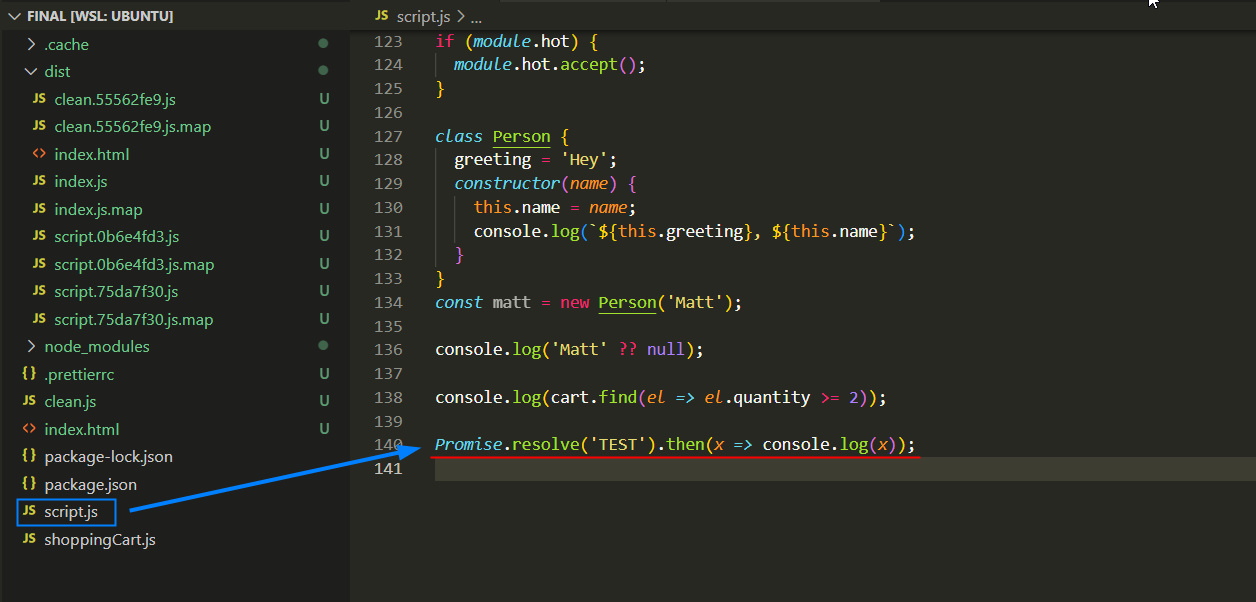 FINAL [WSL: UBUNTU]
.cache
dist
JS clean.55562fe9.js U
JS clean.55562fe9.js.map U
<> index.html U
JS index.js U
JS index.js.map U
JS script.0b6e4fd3.js U
JS script.0b6e4fd3.js.map U
JS script.75da7f30.js U
JS script.75da7f30.js.map U
node_modules
{} .prettierrc U
JS clean.js U
<> index.html U
{} package-lock.json
{} package.json
JS script.js
JS shoppingCart.js
JS script.js > ...
123 if (module.hot) {
124 module.hot.accept();
125 }
126
127 class Person {
128 greeting = 'Hey';
129 constructor(name) {
130 this.name = name;
131 console.log(`${this.greeting}, ${this.name}`);
132 }
133 }
134 const matt = new Person('Matt');
135
136 console.log('Matt' ?? null);
137
138 console.log(cart.find(el => el.quantity >= 2));
139
140 Promise.resolve('TEST').then(x => console.log(x));
141